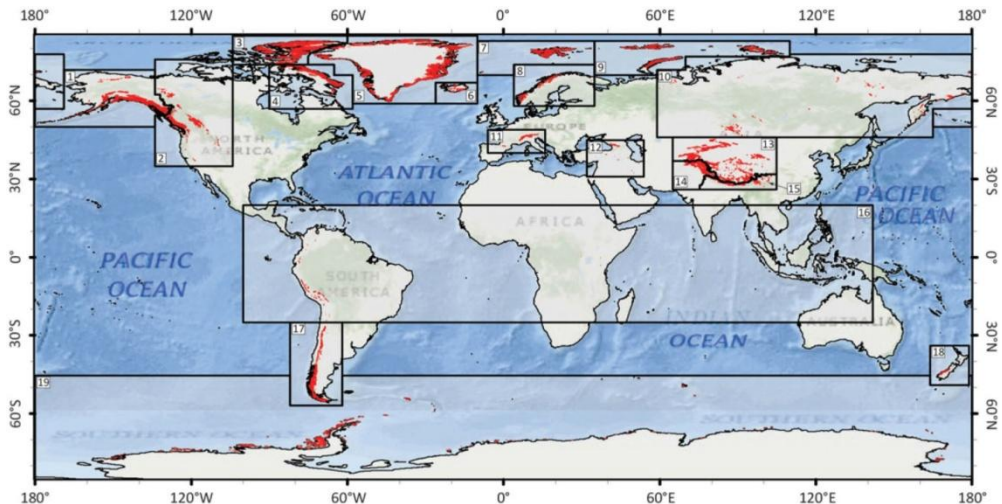 180° 120°W 60°W 0° 60°E 120°E 180°
3
7
1
8
9
10
60°N 60°N
4
5
6
NORTH
AMERICA
EUROPE
11
12
13
2
14
15
30°N 30°N
ATLANTIC
OCEAN
PACIFIC
OCEAN
16
AFRICA
0° 0°
PACIFIC
OCEAN
SOUTH
AMERICA
17
INDIAN
OCEAN
AUSTRALIA
30°S 30°S
18
19
60°S 60°S
SOUTHERN OCEAN
SOUTHERN OCEAN
180° 120°W 60°W 0° 60°E 120°E 180°